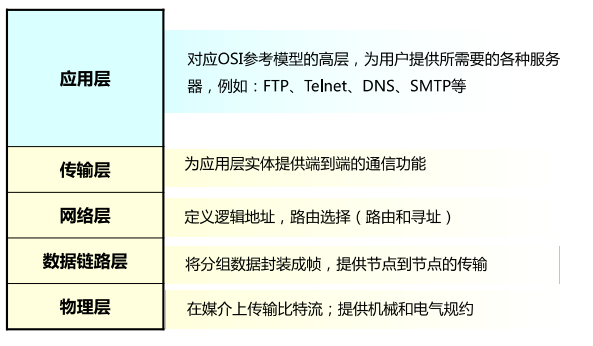 应用层
对应OSI参考模型的高层，为用户提供所需要的各种服务
器，例如：FTP、Telnet、DNS、SMTP等
传输层
为应用层实体提供端到端的通信功能
网络层
定义逻辑地址，路由选择（路由和寻址）
数据链路层
将分组数据封装成帧，提供节点到节点的传输
物理层
在媒介上传输比特流；提供机械和电气规约